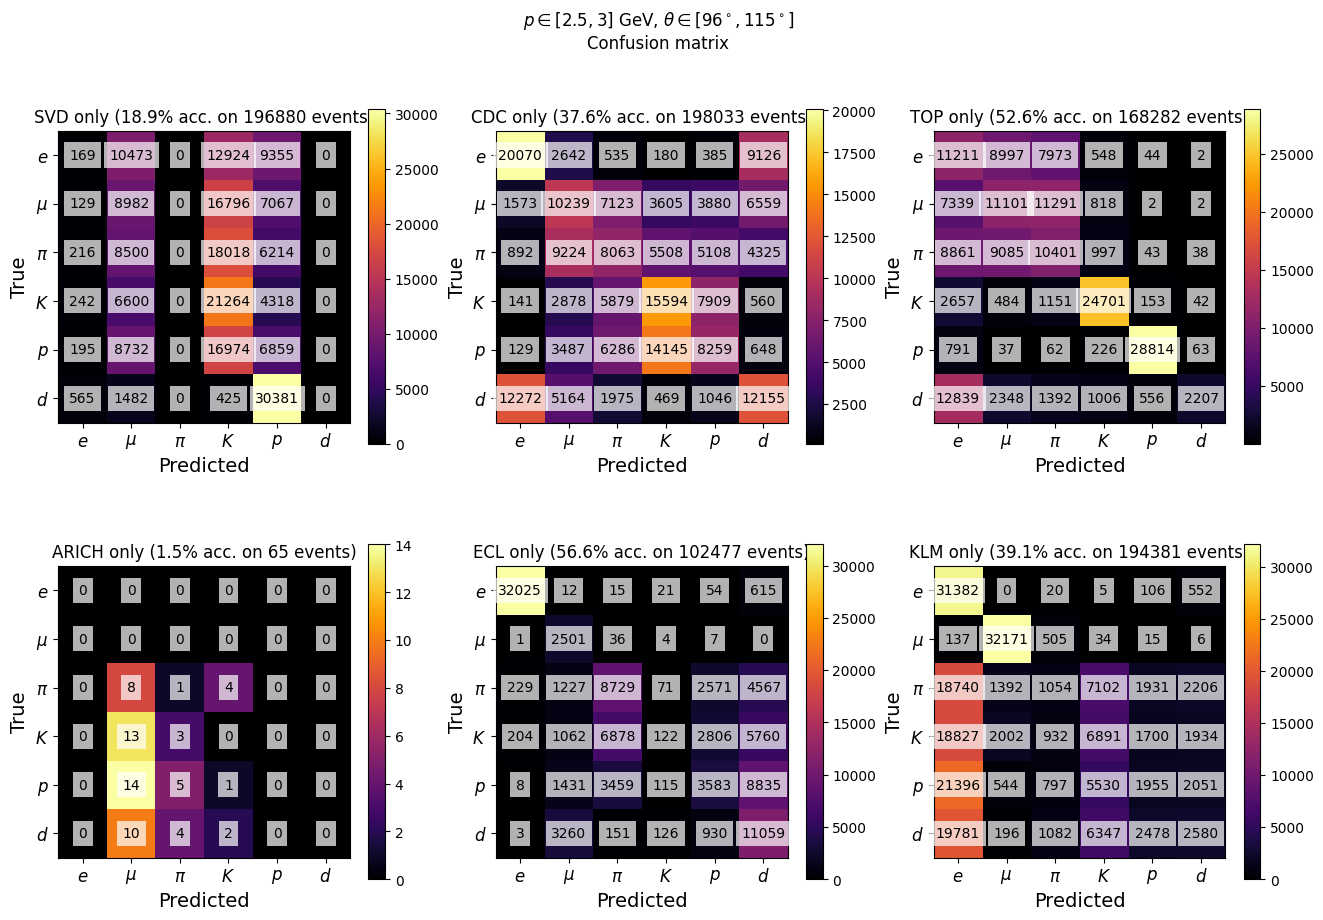 p ∈ [2.5, 3] GeV, θ ∈ [96°, 115°]
Confusion matrix
SVD only (18.9% acc. on 196880 events
True
e 169 10473 0 12924 9355 0
μ 129 8982 0 16796 7067 0
π 216 8500 0 18018 6214 0
K 242 6600 0 21264 4318 0
p 195 8732 0 16974 6859 0
d 565 1482 0 425 30381 0
e μ π K p d
Predicted
30000
25000
20000
15000
10000
5000
0
CDC only (37.6% acc. on 198033 events
True
e 20070 2642 535 180 385 9126
μ 1573 10239 7123 3605 3880 6559
π 892 9224 8063 5508 5108 4325
K 141 2878 5879 15594 7909 560
p 129 3487 6286 14145 8259 648
d 12272 5164 1975 469 1046 12155
e μ π K p d
Predicted
20000
17500
15000
12500
10000
7500
5000
2500
TOP only (52.6% acc. on 168282 events
True
e 11211 8997 7973 548 44 2
μ 7339 11101 11291 818 2 2
π 8861 9085 10401 997 43 38
K 2657 484 1151 24701 153 42
p 791 37 62 226 28814 63
d 12839 2348 1392 1006 556 2207
e μ π K p d
Predicted
25000
20000
15000
10000
5000
ARICH only (1.5% acc. on 65 events)
True
e 0 0 0 0 0 0
μ 0 0 0 0 0 0
π 0 8 1 4 0 0
K 0 13 3 0 0 0
p 0 14 5 1 0 0
d 0 10 4 2 0 0
e μ π K p d
Predicted
14
12
10
8
6
4
2
0
ECL only (56.6% acc. on 102477 events)
True
e 32025 12 15 21 54 615
μ 1 2501 36 4 7 0
π 229 1227 8729 71 2571 4567
K 204 1062 6878 122 2806 5760
p 8 1431 3459 115 3583 8835
d 3 3260 151 126 930 11059
e μ π K p d
Predicted
30000
25000
20000
15000
10000
5000
0
KLM only (39.1% acc. on 194381 events
True
e 31382 0 20 5 106 552
μ 137 32171 505 34 15 6
π 18740 1392 1054 7102 1931 2206
K 18827 2002 932 6891 1700 1934
p 21396 544 797 5530 1955 2051
d 19781 196 1082 6347 2478 2580
e μ π K p d
Predicted
30000
25000
20000
15000
10000
5000
0